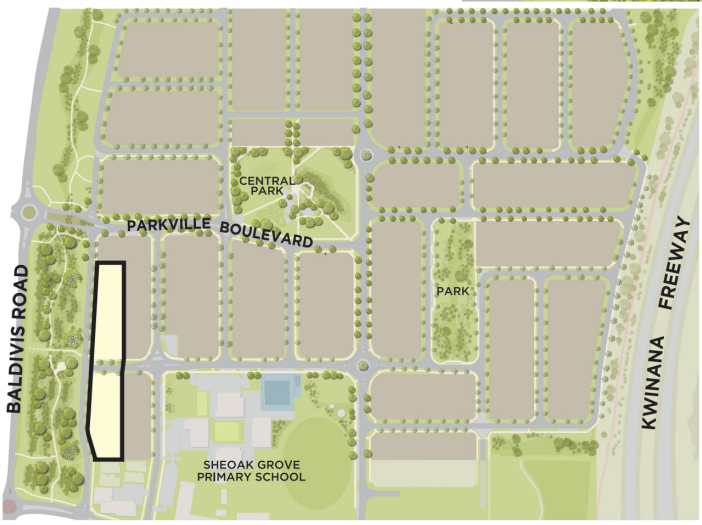 CENTRAL
PARK
PARKVILLE BOULEVARD
BALDIVIS ROAD
PARK
KWINANA FREEWAY
SHEOAK GROVE
PRIMARY SCHOOL